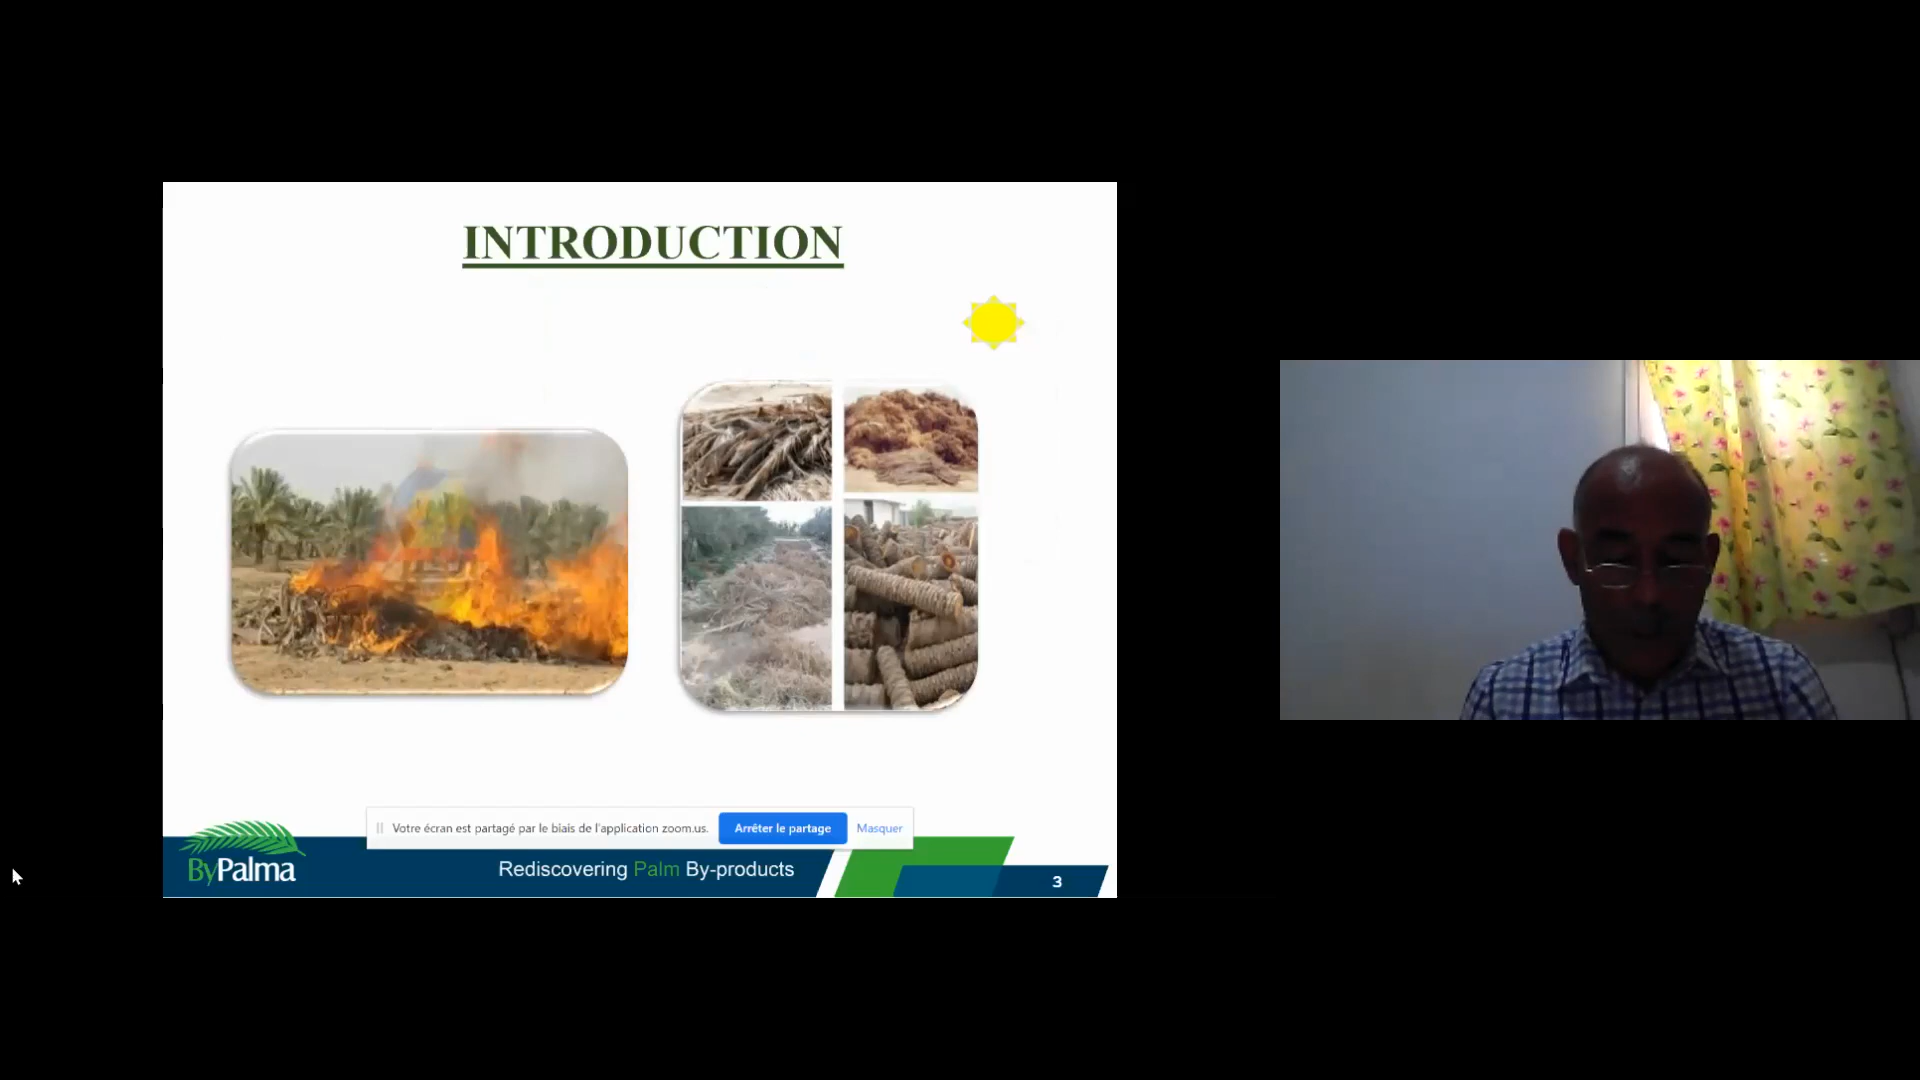 INTRODUCTION
Votre écran est partagé par le biais de l'application zoom.us.
Arrêter le partage
Masquer
ByPalma
Rediscovering Palm By-products
3